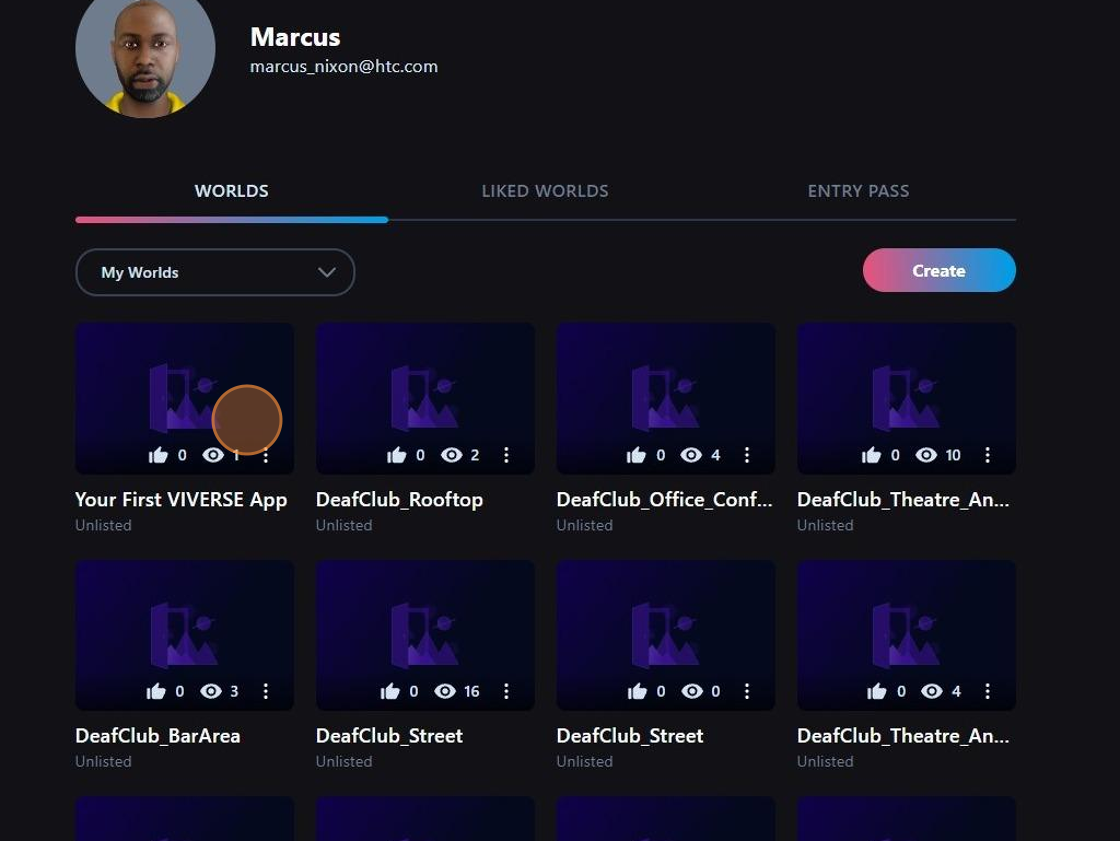 Marcus
marcus_nixon@htc.com
WORLDS LIKED WORLDS ENTRY PASS
My Worlds Create
0 1 0 2 0 4 0 10
Your First VIVERSE App DeafClub_Rooftop DeafClub_Office_Conf... DeafClub_Theatre_An...
Unlisted Unlisted Unlisted Unlisted
0 3 0 16 0 0 0 4
DeafClub_BarArea DeafClub_Street DeafClub_Street DeafClub_Theatre_An...
Unlisted Unlisted Unlisted Unlisted